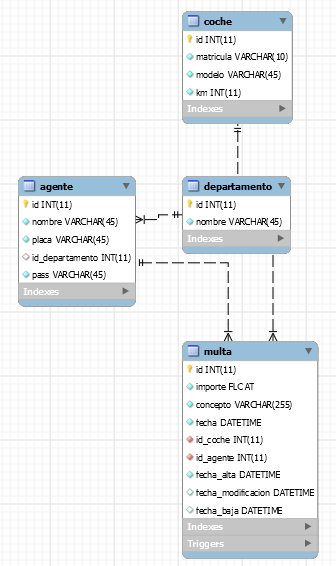 coche
id INT(11)
matricula VARCHAR(10)
modelo VARCHAR(45)
km INT(11)
Indexes
agente
id INT(11)
nombre VARCHAR(45)
placa VARCHAR(45)
id_departamento INT(11)
pass VARCHAR(45)
Indexes
departamento
id INT(11)
nombre VARCHAR(45)
Indexes
multa
id INT(11)
importe FLOAT
concepto VARCHAR(255)
fecha DATETIME
id_coche INT(11)
id_agente INT(11)
fecha_alta DATETIME
fecha_modificacion DATETIME
fecha_baja DATETIME
Indexes
Triggers